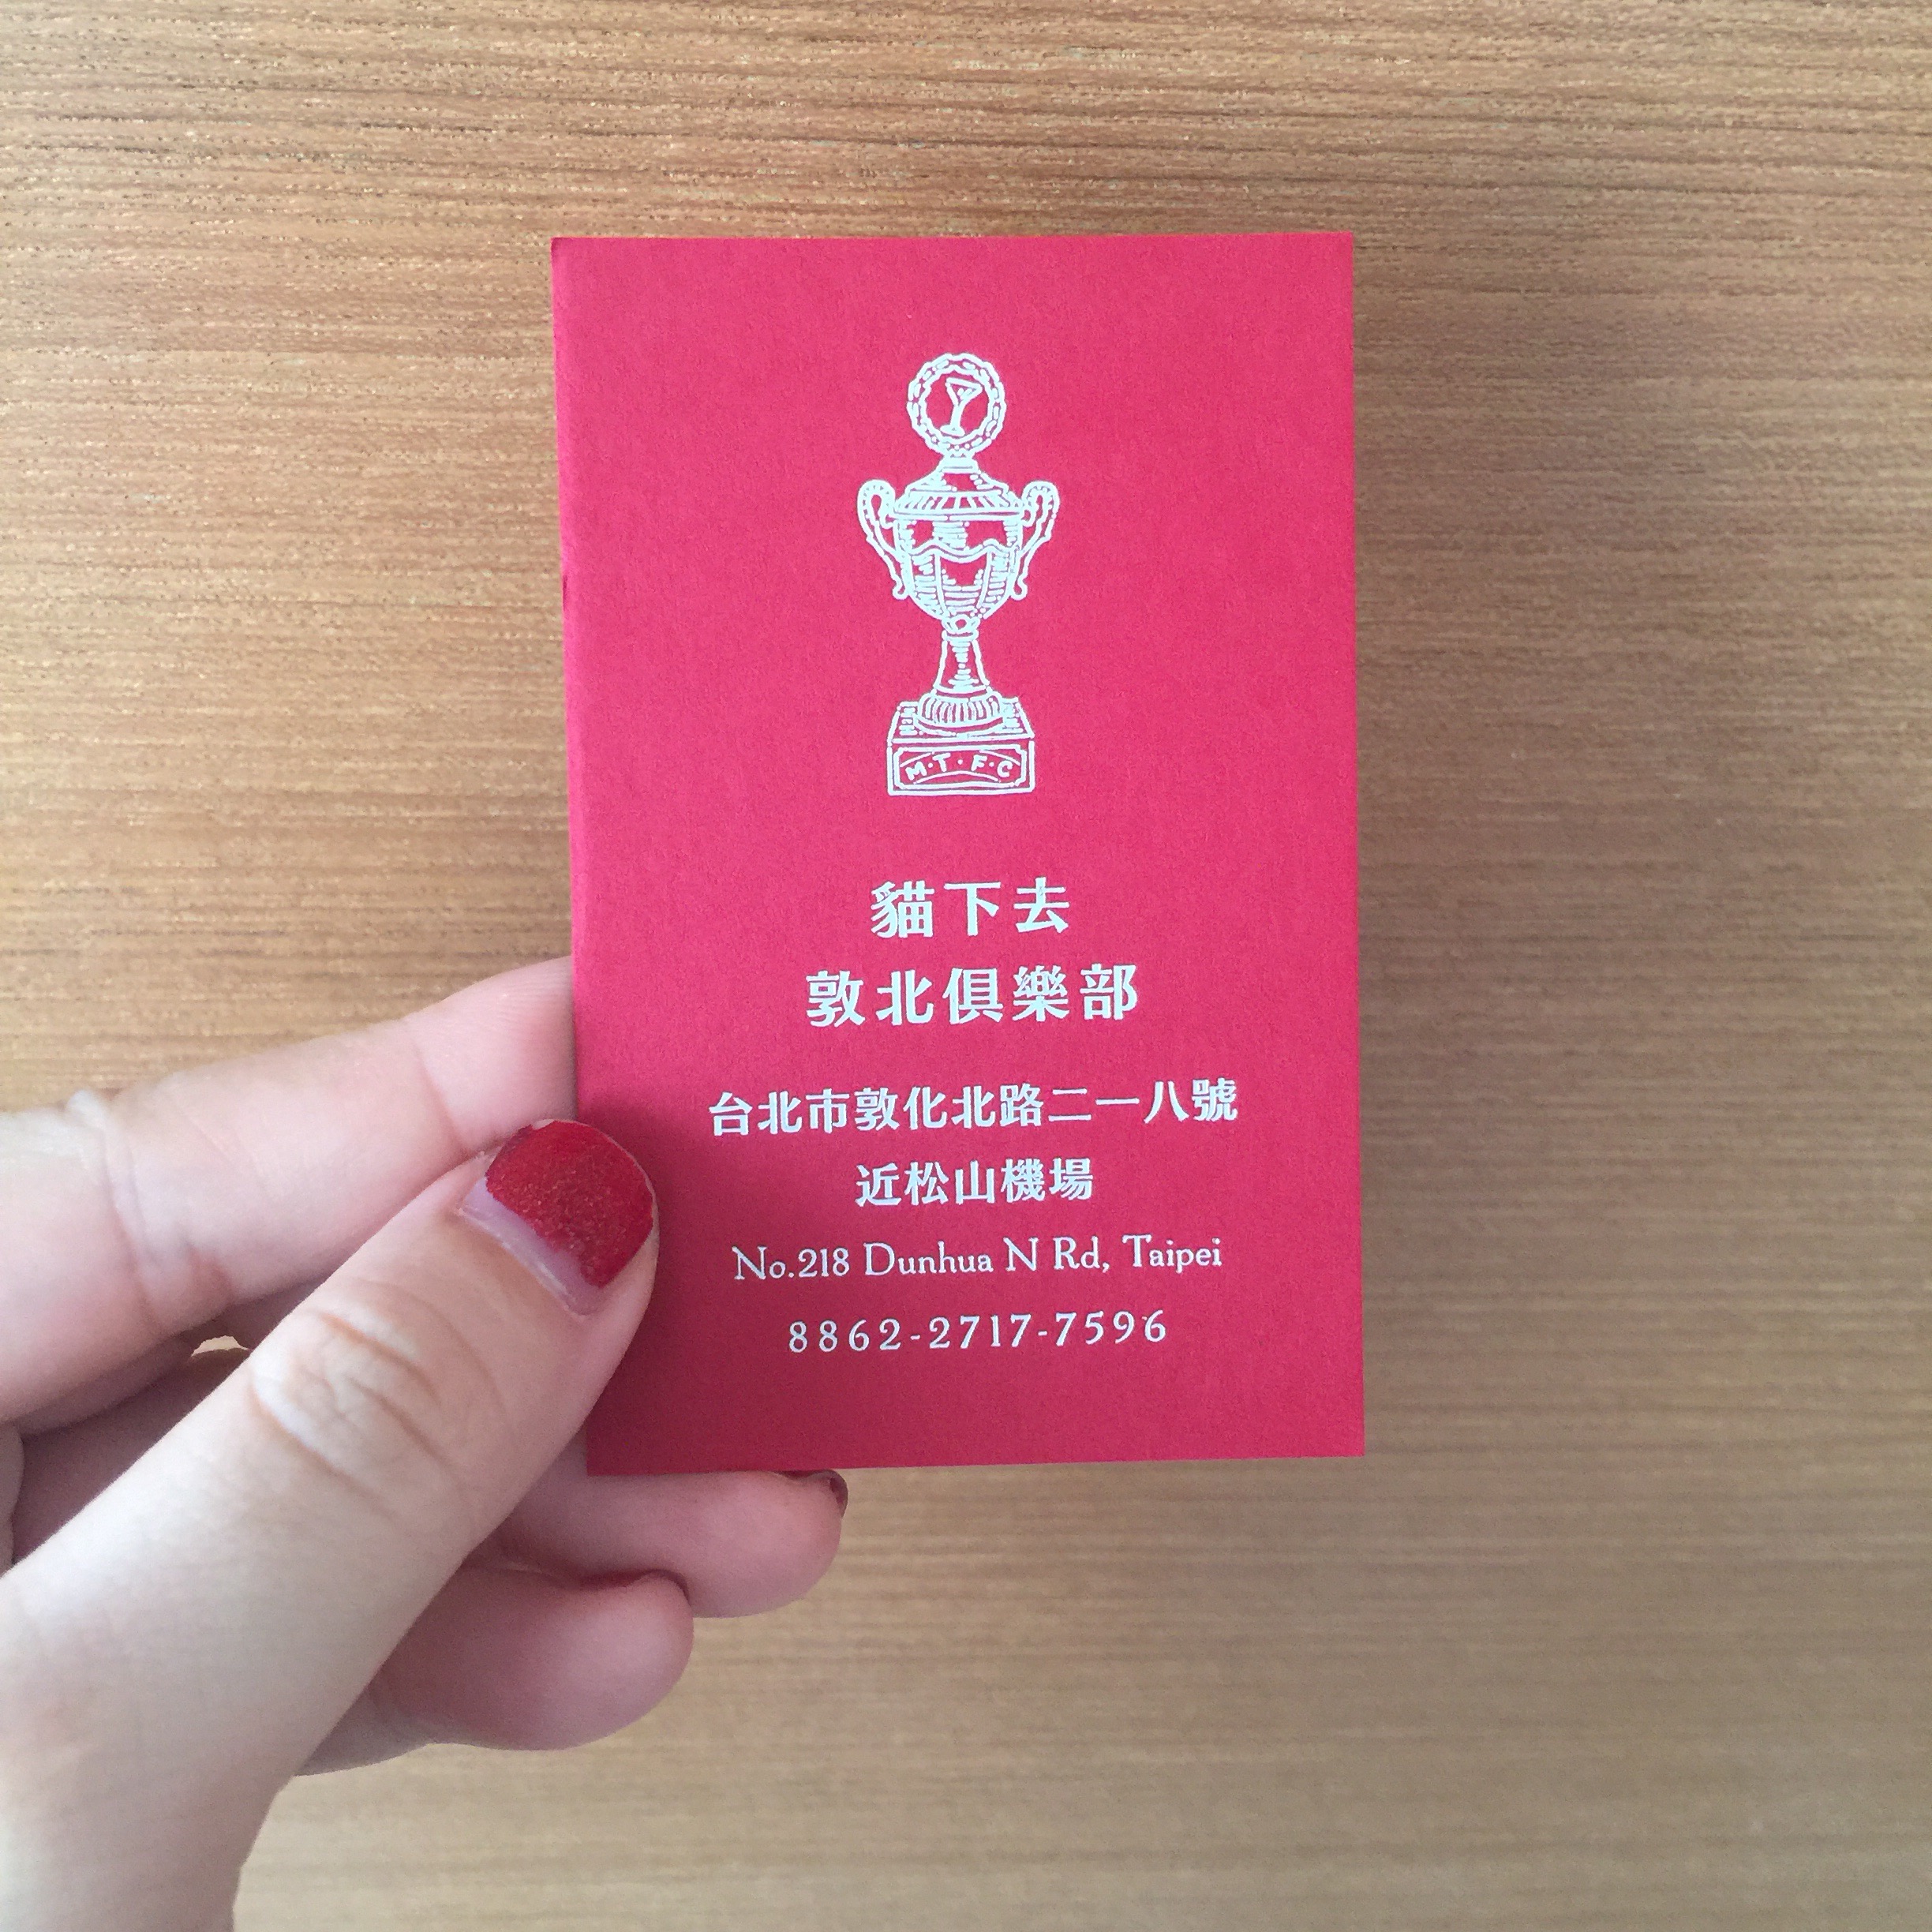 M·T·F·C
貓下去
敦北俱樂部
台北市敦化北路二一八號
近松山機場
No.218 Dunhua N Rd, Taipei
8862-2717-7596